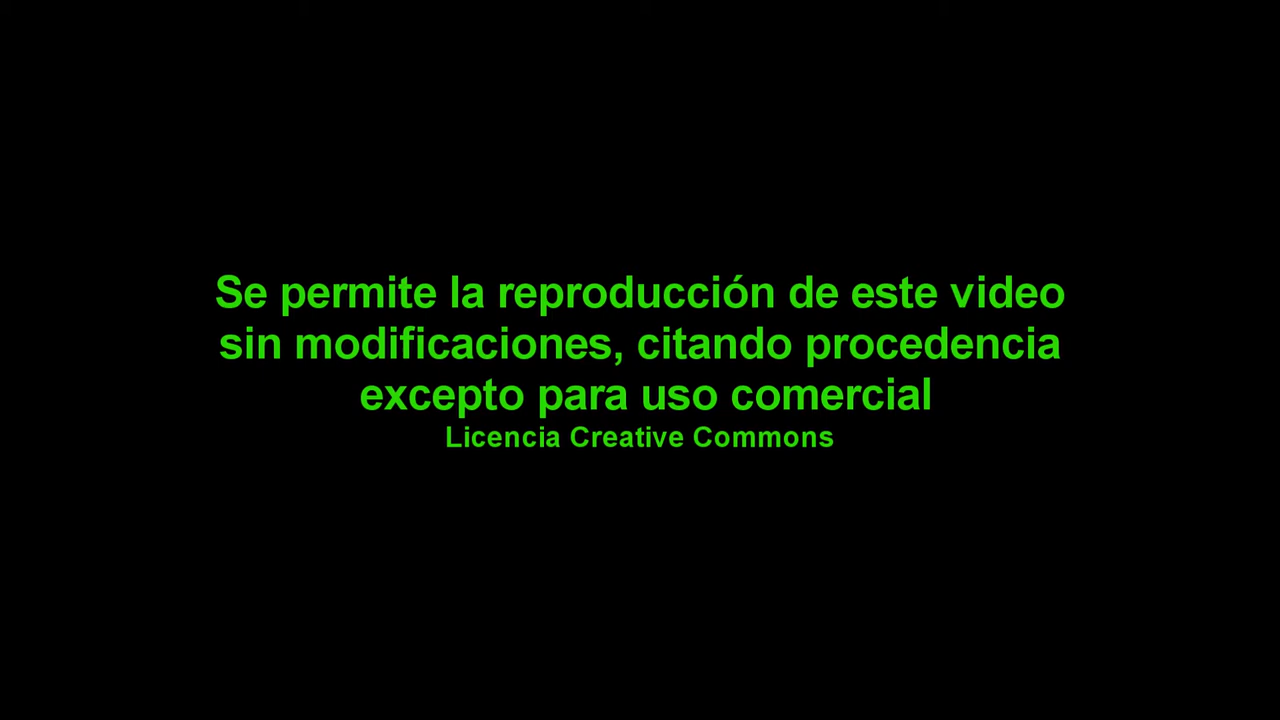 Se permite la reproducción de este video
sin modificaciones, citando procedencia
excepto para uso comercial
Licencia Creative Commons